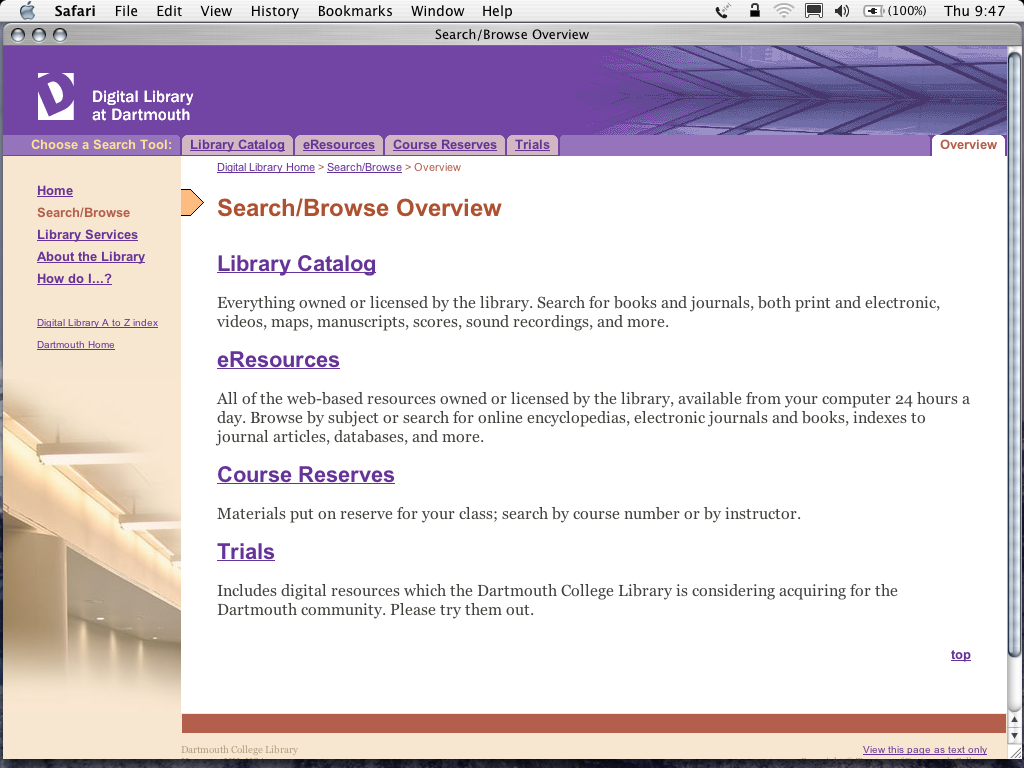 Safari File Edit View History Bookmarks Window Help (100%) Thu 9:47
Search/Browse Overview
Digital Library
at Dartmouth
Choose a Search Tool: Library Catalog eResources Course Reserves Trials Overview
Digital Library Home > Search/Browse > Overview
Home
Search/Browse
Library Services
About the Library
How do I...?
Digital Library A to Z index
Dartmouth Home
Search/Browse Overview
Library Catalog
Everything owned or licensed by the library. Search for books and journals, both print and electronic,
videos, maps, manuscripts, scores, sound recordings, and more.
eResources
All of the web-based resources owned or licensed by the library, available from your computer 24 hours a
day. Browse by subject or search for online encyclopedias, electronic journals and books, indexes to
journal articles, databases, and more.
Course Reserves
Materials put on reserve for your class; search by course number or by instructor.
Trials
Includes digital resources which the Dartmouth College Library is considering acquiring for the
Dartmouth community. Please try them out.
top
Dartmouth College Library View this page as text only